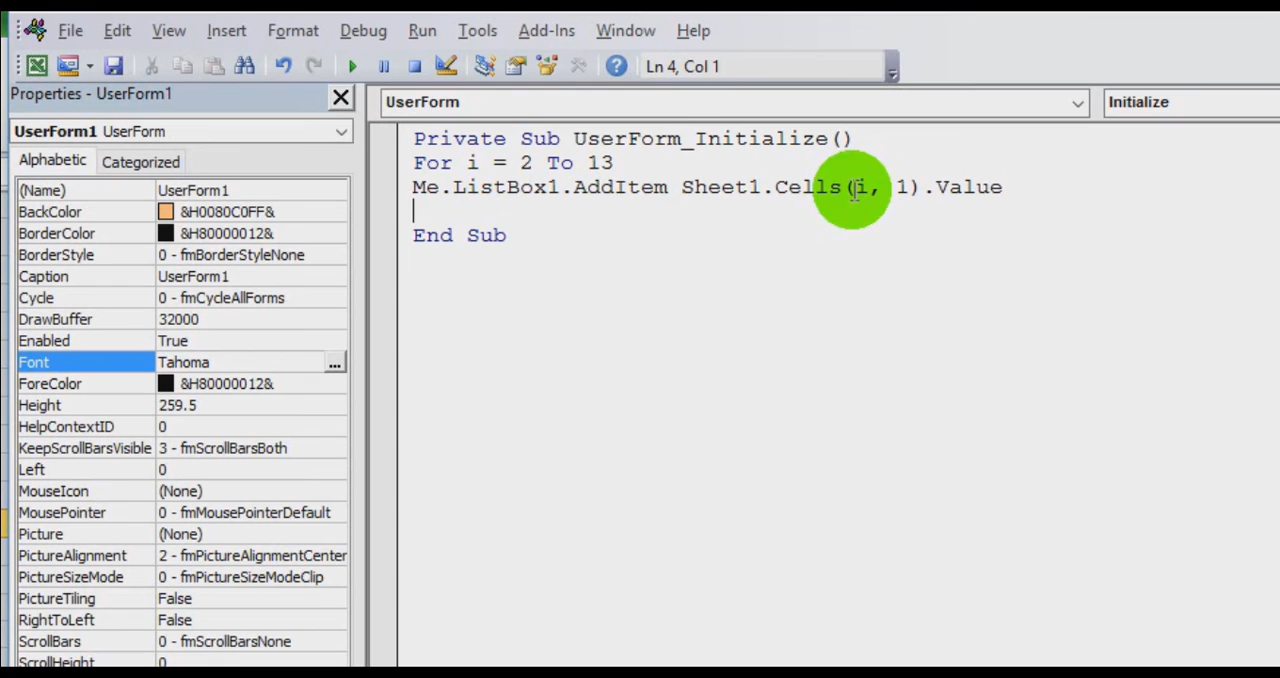 File Edit View Insert Format Debug Run Tools Add-Ins Window Help
Ln 4, Col 1
Properties - UserForm1
UserForm1 UserForm
Alphabetic Categorized
(Name) UserForm1
BackColor &H0080C0FF&
BorderColor &H80000012&
BorderStyle 0 - fmBorderStyleNone
Caption UserForm1
Cycle 0 - fmCycleAllForms
DrawBuffer 32000
Enabled True
Font Tahoma ...
ForeColor &H80000012&
Height 259.5
HelpContextID 0
KeepScrollBarsVisible 3 - fmScrollBarsBoth
Left 0
MouseIcon (None)
MousePointer 0 - fmMousePointerDefault
Picture (None)
PictureAlignment 2 - fmPictureAlignmentCenter
PictureSizeMode 0 - fmPictureSizeModeClip
PictureTiling False
RightToLeft False
ScrollBars 0 - fmScrollBarsNone
ScrollHeight 0
UserForm Initialize
Private Sub UserForm_Initialize()
For i = 2 To 13
Me.ListBox1.AddItem Sheet1.Cells(i, 1).Value
End Sub